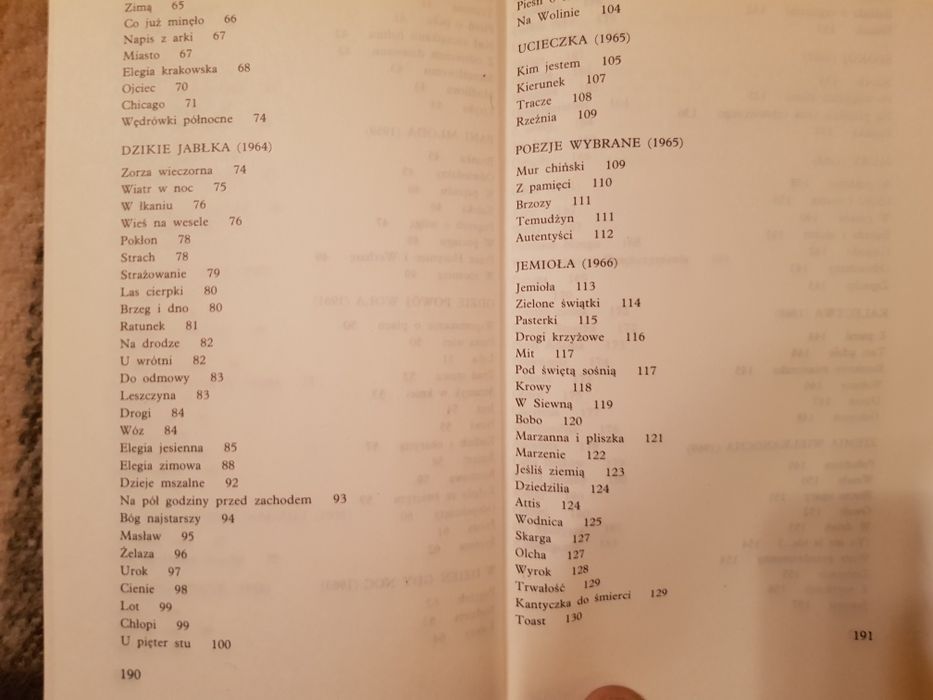 Zimą 65
Co już minęło 66
Napis z arki 67
Miasto 67
Elegia krakowska 68
Ojciec 70
Chicago 71
Wędrówki północne 74
DZIKIE JABŁKA (1964)
Zorza wieczorna 74
Wiatr w noc 75
W łkaniu 76
Wieś na wesele 76
Pokłon 78
Strach 78
Strażowanie 79
Las cierpki 80
Brzeg i dno 80
Ratunek 81
Na drodze 82
U wrótni 82
Do odmowy 83
Leszczyna 83
Drogi 84
Wóz 84
Elegia jesienna 85
Elegia zimowa 88
Dzieje mszalne 92
Na pół godziny przed zachodem 93
Bóg najstarszy 94
Masław 95
Żelaza 96
Urok 97
Cienie 98
Lot 99
Chłopi 99
U pięter stu 100
190
Pieśń o
Na Wolinie 104
UCIECZKA (1965)
Kim jestem 105
Kierunek 107
Tracze 108
Rzeźnia 109
POEZJE WYBRANE (1965)
Mur chiński 109
Z pamięci 110
Brzozy 111
Temudżyn 111
Autentyści 112
JEMIOŁA (1966)
Jemioła 113
Zielone świątki 114
Pasterki 115
Drogi krzyżowe 116
Mit 117
Pod świętą sośnią 117
Krowy 118
W Siewną 119
Bobo 120
Marzanna i pliszka 121
Marzenie 122
Jeśliś ziemią 123
Dziedzilia 124
Attis 124
Wodnica 125
Skarga 127
Olcha 127
Wyrok 128
Trwałość 129
Kantyczka do śmierci 129
Toast 130
191